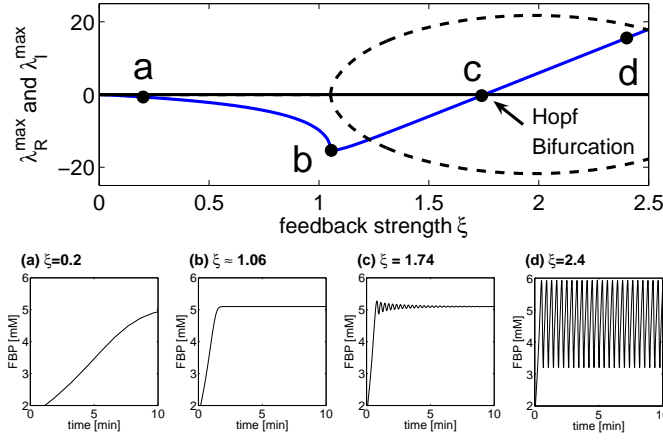 λ_R^max and λ_I^max
20
0
−20
a
b
c
d
Hopf
Bifurcation
0 0.5 1 1.5 2 2.5
feedback strength ξ
(a) ξ=0.2
FBP [mM]
6
5
4
3
2
0 5 10
time [min]
(b) ξ ≈ 1.06
FBP [mM]
6
5
4
3
2
0 5 10
time [min]
(c) ξ = 1.74
FBP [mM]
6
5
4
3
2
0 5 10
time [min]
(d) ξ=2.4
FBP [mM]
6
5
4
3
2
0 5 10
time [min]